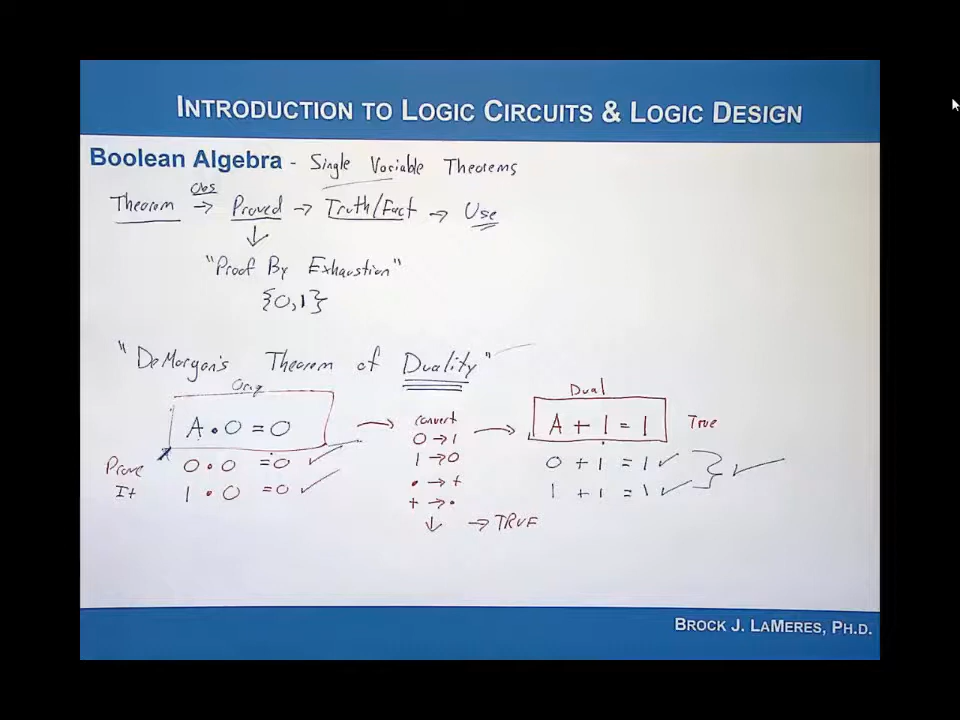 INTRODUCTION TO LOGIC CIRCUITS & LOGIC DESIGN
Boolean Algebra - Single Variable Theorems
Obs
Theorem → Proved → Truth/Fact → Use
↓
"Proof By Exhaustion"
{0,1}
"DeMorgan's Theorem of Duality"
Orig
A • 0 = 0
Prove It
0 • 0 = 0 ✓
1 • 0 = 0 ✓
→ convert →
0 → 1
1 → 0
• → +
+ → •
↓ → TRUE
Dual
A + 1 = 1 True
0 + 1 = 1 ✓
1 + 1 = 1 ✓
} ✓
BROCK J. LAMERES, PH.D.